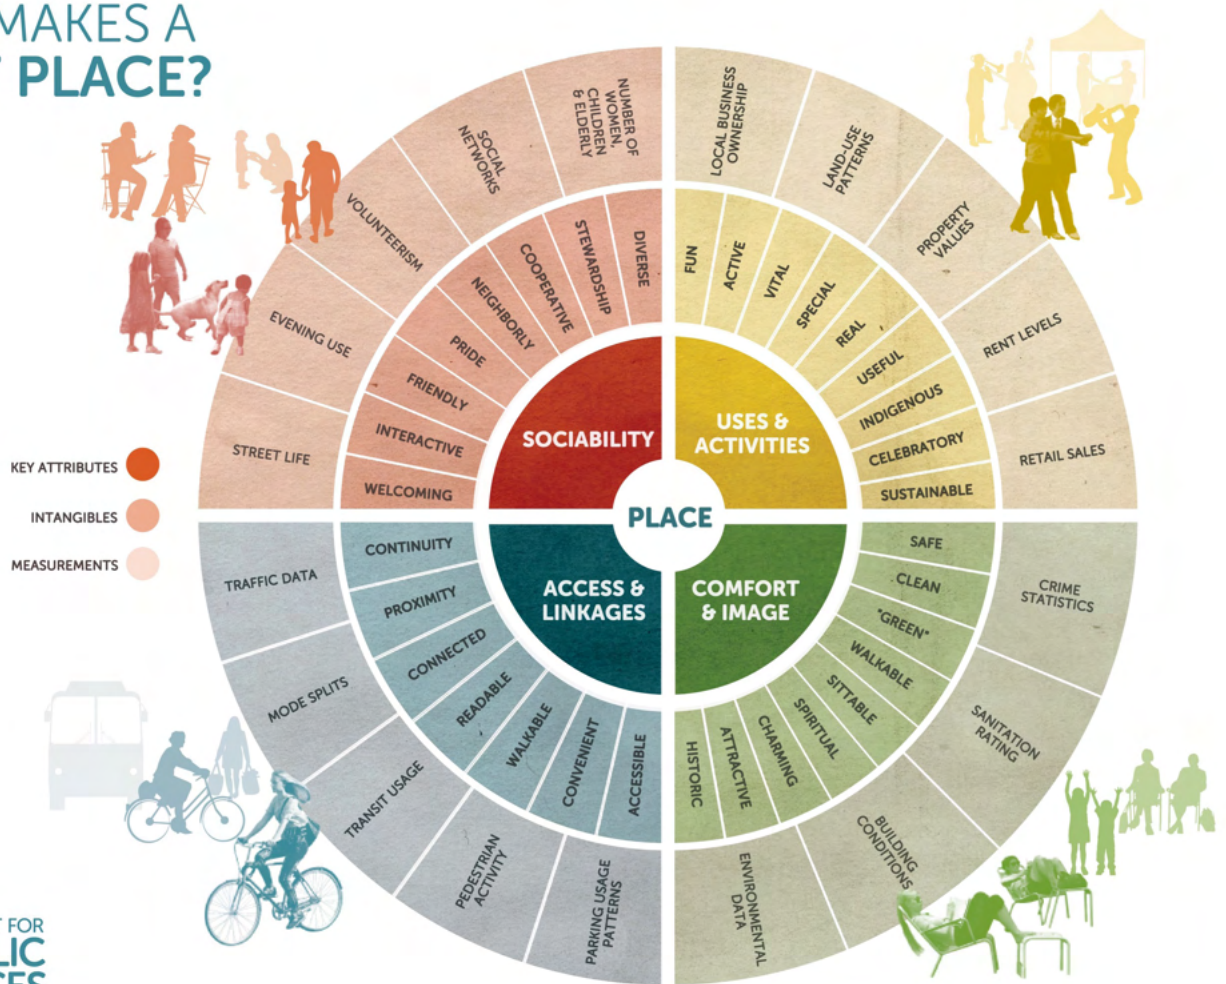 MAKES A
PLACE?
KEY ATTRIBUTES
INTANGIBLES
MEASUREMENTS
PLACE
SOCIABILITY
USES &
ACTIVITIES
ACCESS &
LINKAGES
COMFORT
& IMAGE
DIVERSE
STEWARDSHIP
COOPERATIVE
NEIGHBORLY
PRIDE
FRIENDLY
INTERACTIVE
WELCOMING
NUMBER OF
WOMEN,
CHILDREN
& ELDERLY
SOCIAL
NETWORKS
VOLUNTEERISM
EVENING USE
STREET LIFE
FUN
ACTIVE
VITAL
SPECIAL
REAL
USEFUL
INDIGENOUS
CELEBRATORY
SUSTAINABLE
LOCAL BUSINESS
OWNERSHIP
LAND-USE
PATTERNS
PROPERTY
VALUES
RENT LEVELS
RETAIL SALES
CONTINUITY
PROXIMITY
CONNECTED
READABLE
WALKABLE
CONVENIENT
ACCESSIBLE
TRAFFIC DATA
MODE SPLITS
TRANSIT USAGE
PEDESTRIAN
ACTIVITY
PARKING USAGE
PATTERNS
SAFE
CLEAN
"GREEN"
WALKABLE
SITTABLE
SPIRITUAL
CHARMING
ATTRACTIVE
HISTORIC
CRIME
STATISTICS
SANITATION
RATING
BUILDING
CONDITIONS
ENVIRONMENTAL
DATA
FOR
LIC